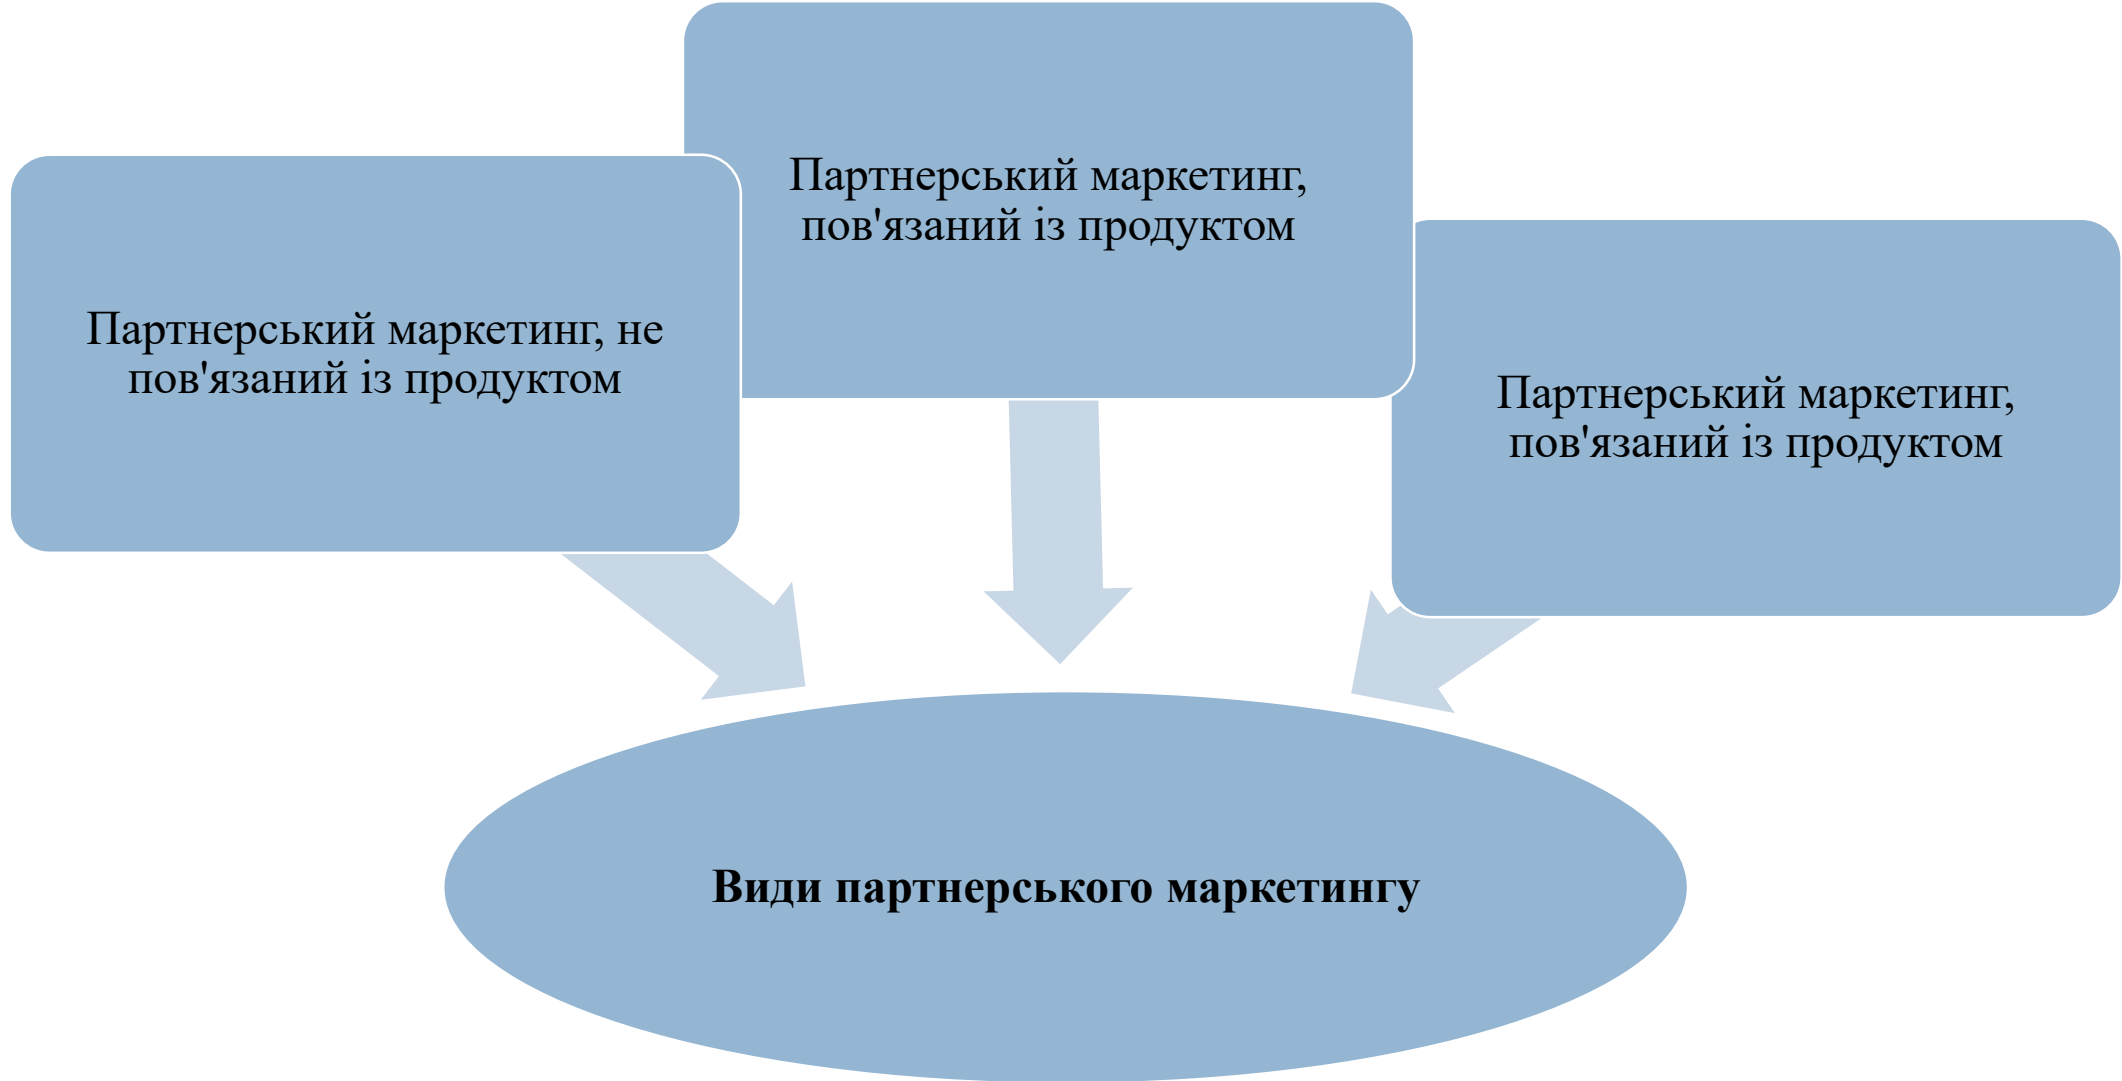 Партнерський маркетинг, не
пов'язаний із продуктом
Партнерський маркетинг,
пов'язаний із продуктом
Партнерський маркетинг,
пов'язаний із продуктом
Види партнерського маркетингу